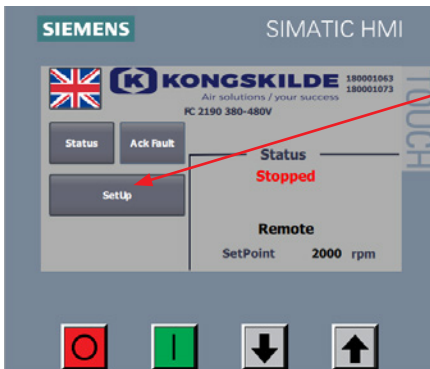 SIEMENS
SIMATIC HMI
TOUCH
K KONGSKILDE
Air solutions / your success
180001063
180001073
FC 2190 380-480V
Status
Ack Fault
SetUp
Status
Stopped
Remote
SetPoint 2000 rpm